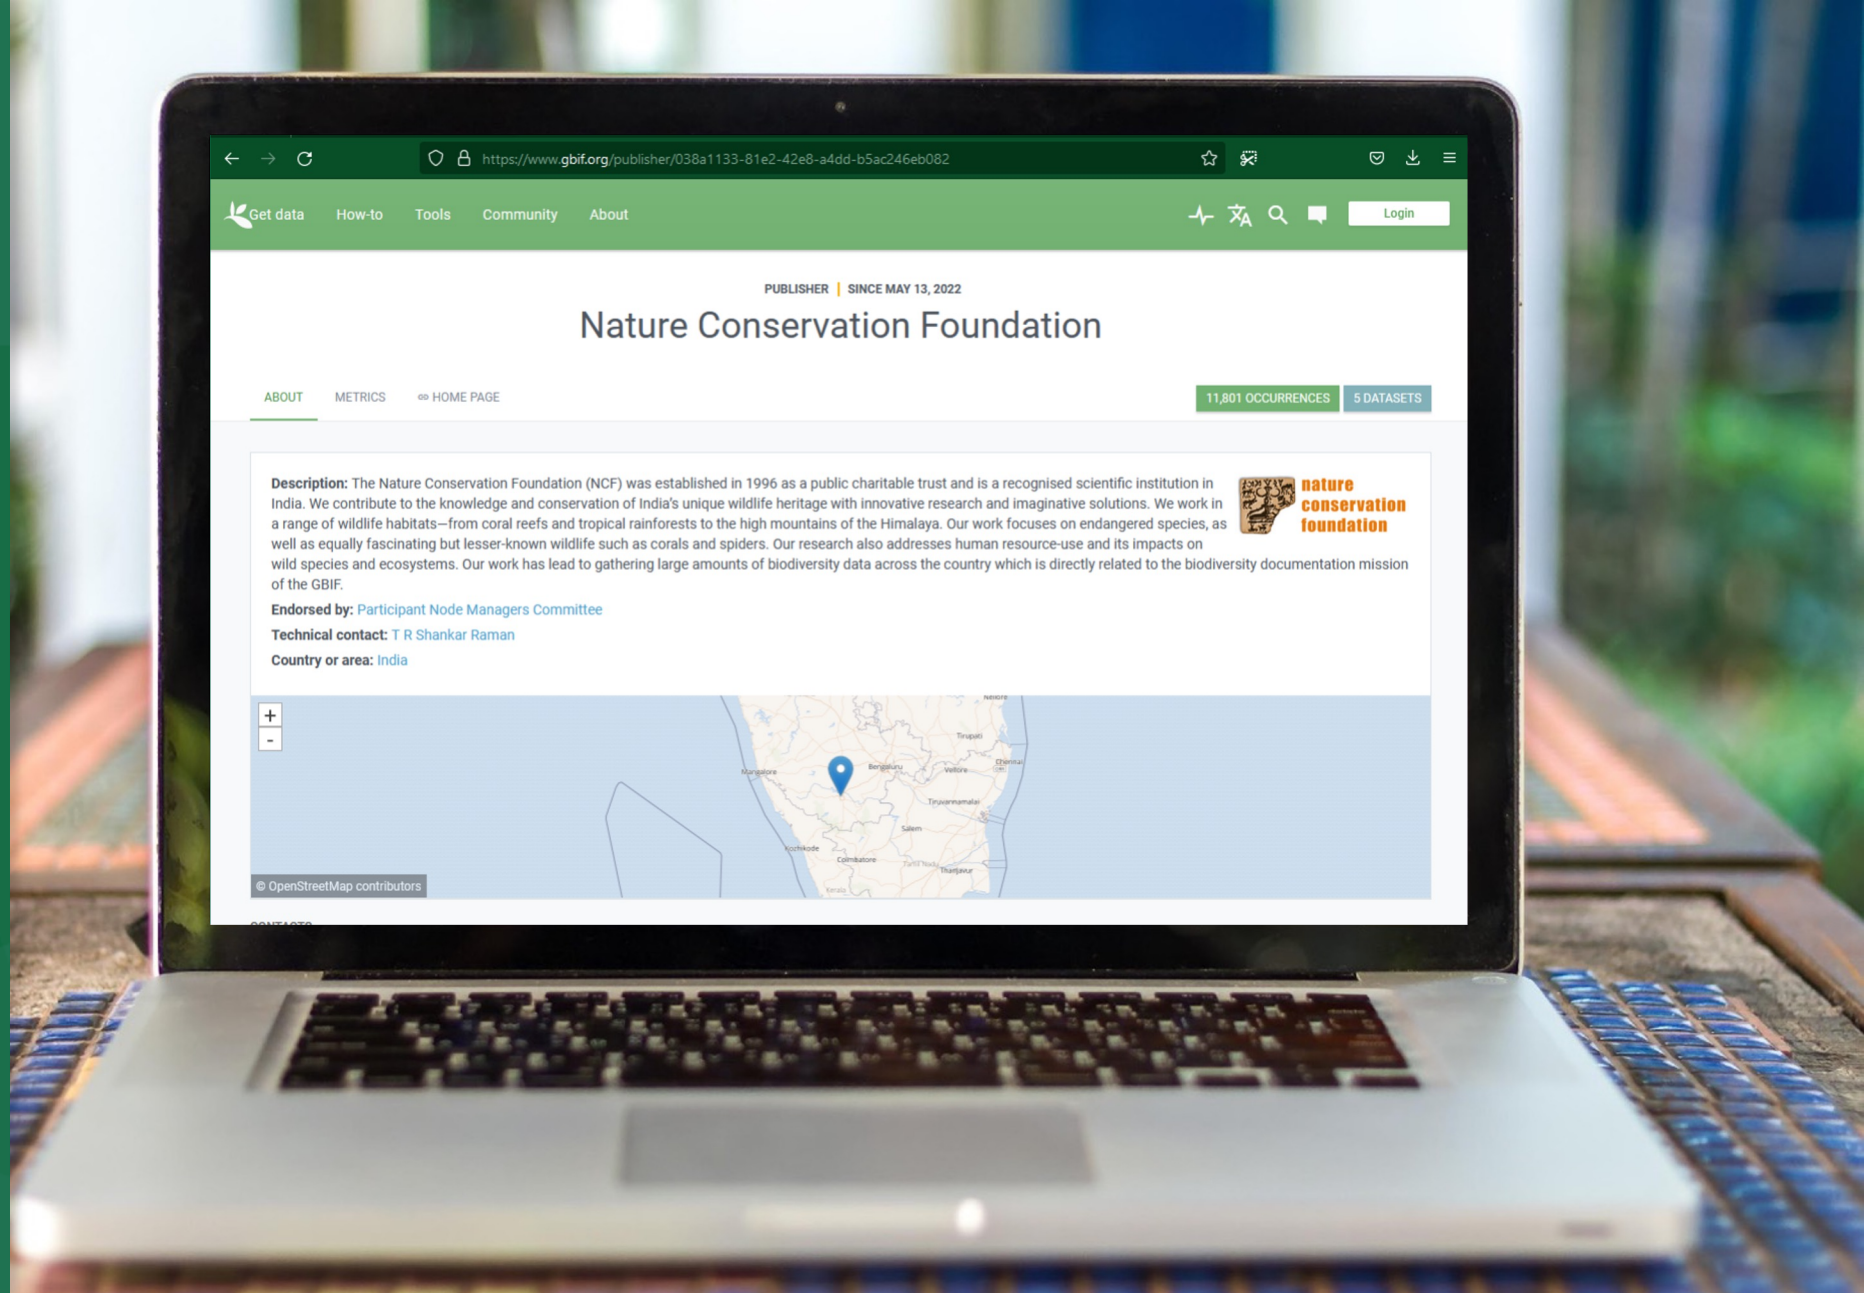 https://www.gbif.org/publisher/038a1133-81e2-42e8-a4dd-b5ac246eb082
Get data How-to Tools Community About Login
PUBLISHER | SINCE MAY 13, 2022
Nature Conservation Foundation
ABOUT METRICS HOME PAGE 11,801 OCCURRENCES 5 DATASETS
Description: The Nature Conservation Foundation (NCF) was established in 1996 as a public charitable trust and is a recognised scientific institution in
India. We contribute to the knowledge and conservation of India's unique wildlife heritage with innovative research and imaginative solutions. We work in
a range of wildlife habitats—from coral reefs and tropical rainforests to the high mountains of the Himalaya. Our work focuses on endangered species, as
well as equally fascinating but lesser-known wildlife such as corals and spiders. Our research also addresses human resource-use and its impacts on
wild species and ecosystems. Our work has lead to gathering large amounts of biodiversity data across the country which is directly related to the biodiversity documentation mission
of the GBIF.
nature
conservation
foundation
Endorsed by: Participant Node Managers Committee
Technical contact: T R Shankar Raman
Country or area: India
+
-
Nellore
Tirupati
Chennai
Bengaluru
Vellore
Mangalore
Tiruvannamalai
Salem
Kozhikode
Coimbatore
Tamil Nadu
Thanjavur
Kerala
© OpenStreetMap contributors
CONTACTS